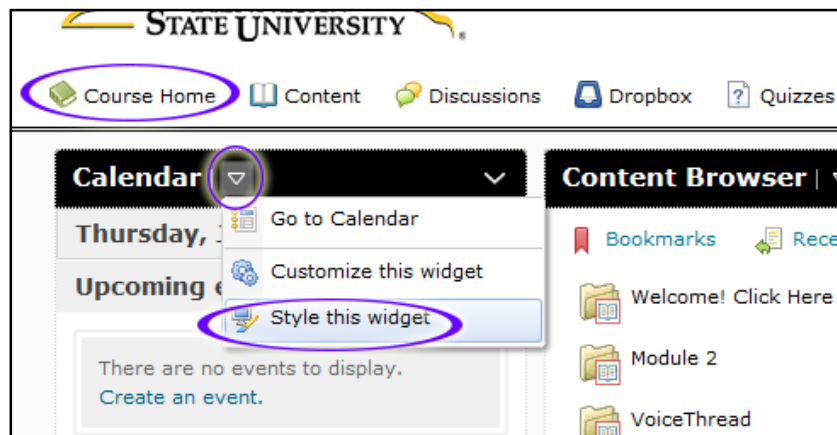 STATE UNIVERSITY ®
Course Home Content Discussions Dropbox Quizzes
Calendar
Thursday,
Upcoming
There are no events to display.
Create an event.
Go to Calendar
Customize this widget
Style this widget
Content Browser
Bookmarks
Welcome! Click Here
Module 2
VoiceThread